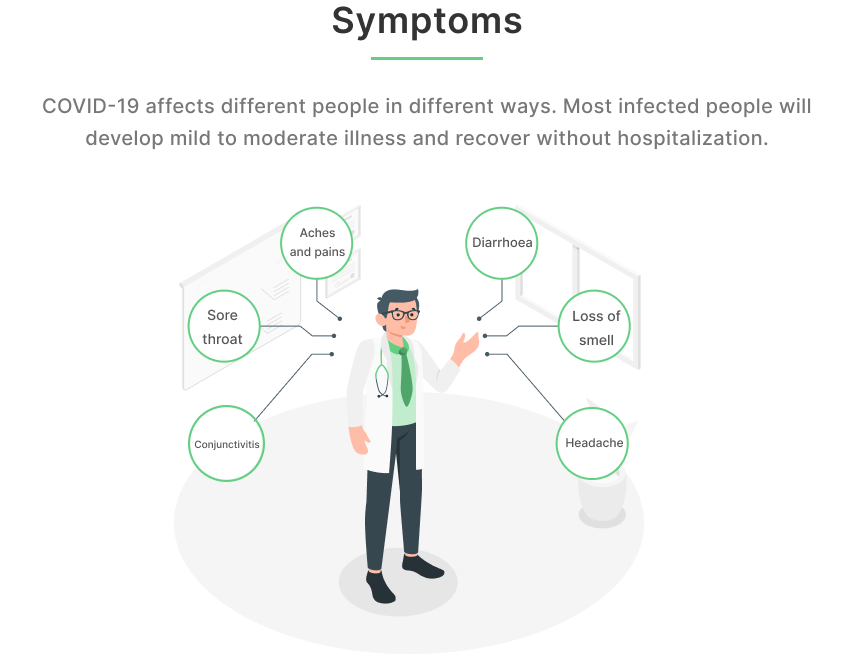 Symptoms
COVID-19 affects different people in different ways. Most infected people will
develop mild to moderate illness and recover without hospitalization.
Aches
and pains
Diarrhoea
Sore
throat
Loss of
smell
Conjunctivitis
Headache